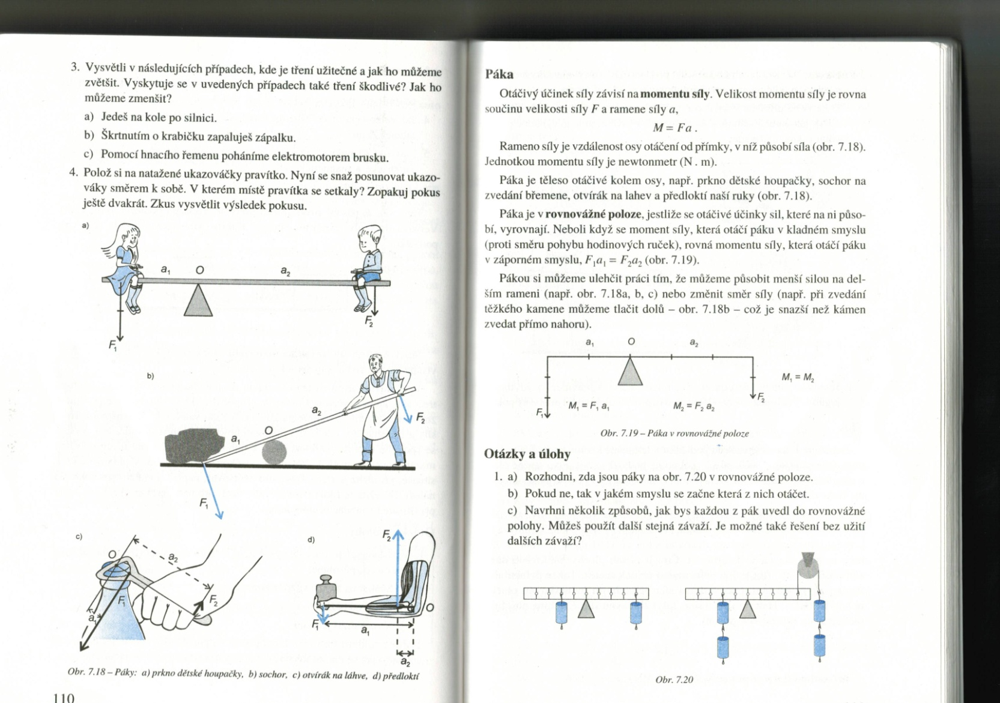 3. Vysvětli v následujících případech, kde je tření užitečné a jak ho můžeme
zvětšit. Vyskytuje se v uvedených případech také tření škodlivé? Jak ho
můžeme zmenšit?
a) Jedeš na kole po silnici.
b) Škrtnutím o krabičku zapaluješ zápalku.
c) Pomocí hnacího řemenu poháníme elektromotorem brusku.
4. Polož si na natažené ukazováčky pravítko. Nyní se snaž posunovat ukazo-
váky směrem k sobě. V kterém místě pravítka se setkaly? Zopakuj pokus
ještě dvakrát. Zkus vysvětlit výsledek pokusu.
a)
a₁ O a₂
F₂
F₁
b)
a₂
F₂
O
a₁
F₁
c)
O
a₂
F₁
F₂
a₁
d)
F₂
O
F₁
a₁
a₂
Obr. 7.18 – Páky: a) prkno dětské houpačky, b) sochor, c) otvírák na láhve, d) předloktí
110
Páka
Otáčivý účinek síly závisí na momentu síly. Velikost momentu síly je rovna
součinu velikosti síly F a ramene síly a,
M = Fa .
Rameno síly je vzdálenost osy otáčení od přímky, v níž působí síla (obr. 7.18).
Jednotkou momentu síly je newtonmetr (N . m).
Páka je těleso otáčivé kolem osy, např. prkno dětské houpačky, sochor na
zvedání břemene, otvírák na lahev a předloktí naší ruky (obr. 7.18).
Páka je v rovnovážné poloze, jestliže se otáčivé účinky sil, které na ni půso-
bí, vyrovnají. Neboli když se moment síly, která otáčí páku v kladném smyslu
(proti směru pohybu hodinových ruček), rovná momentu síly, která otáčí páku
v záporném smyslu, F₁a₁ = F₂a₂ (obr. 7.19).
Pákou si můžeme ulehčit práci tím, že můžeme působit menší silou na del-
ším rameni (např. obr. 7.18a, b, c) nebo změnit směr síly (např. při zvedání
těžkého kamene můžeme tlačit dolů – obr. 7.18b – což je snazší než kámen
zvedat přímo nahoru).
a₁ O a₂
M₁ = M₂
F₂
M₁ = F₁ a₁ M₂ = F₂ a₂
F₁
Obr. 7.19 – Páka v rovnovážné poloze
Otázky a úlohy
1. a) Rozhodni, zda jsou páky na obr. 7.20 v rovnovážné poloze.
b) Pokud ne, tak v jakém smyslu se začne která z nich otáčet.
c) Navrhni několik způsobů, jak bys každou z pák uvedl do rovnovážné
polohy. Můžeš použít další stejná závaží. Je možné také řešení bez užití
dalších závaží?
Obr. 7.20